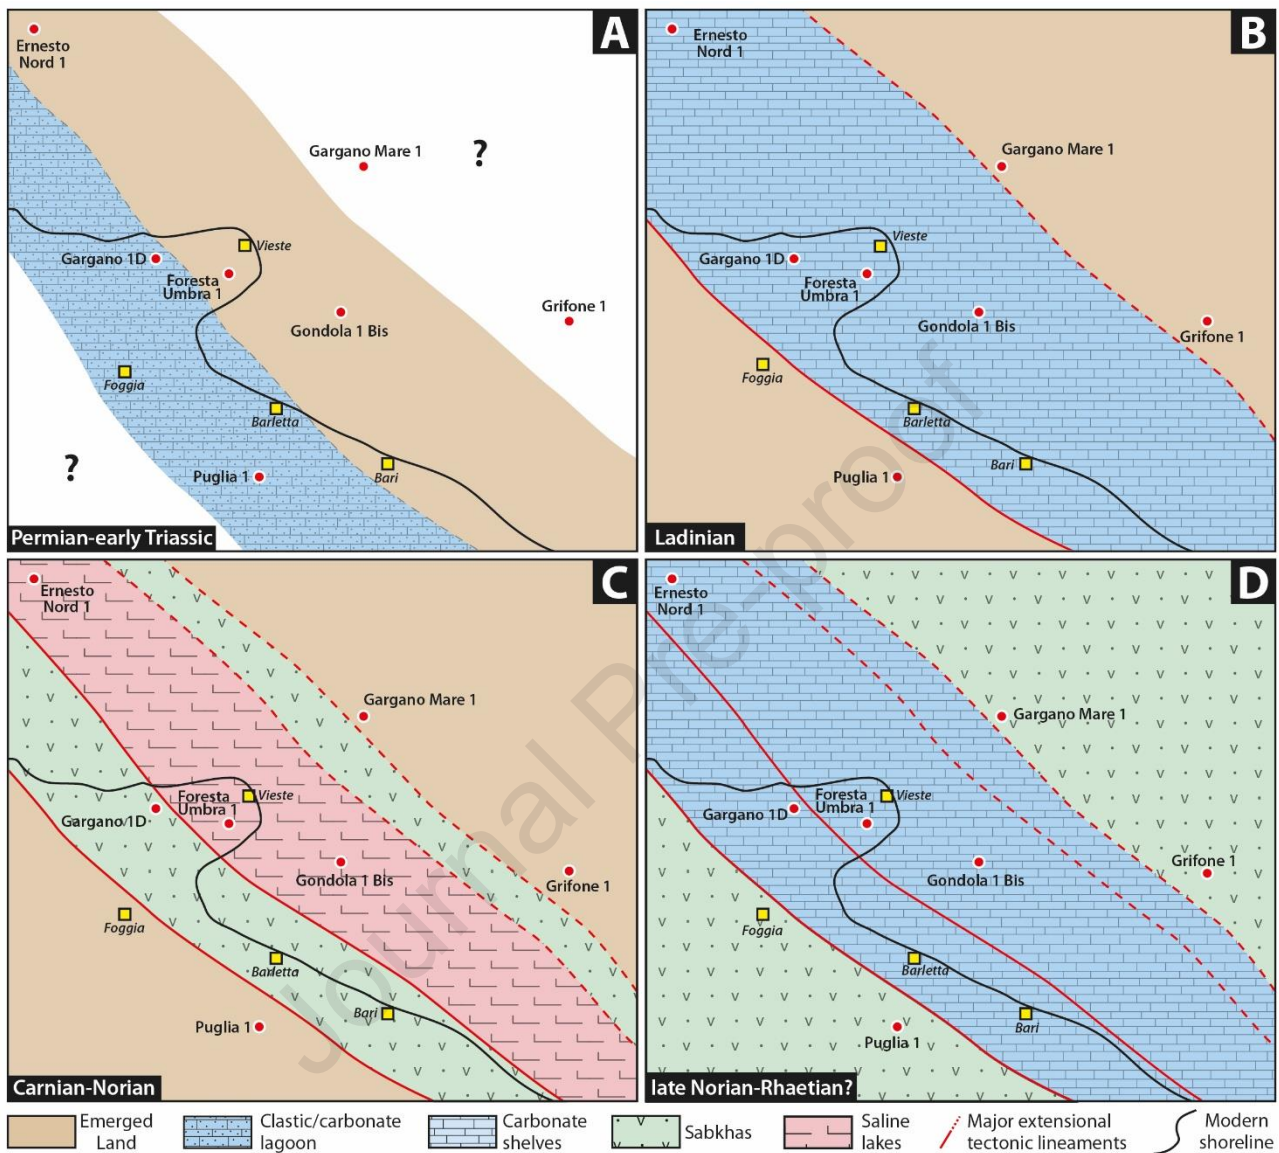 A
Ernesto
Nord 1
Gargano Mare 1
?
Vieste
Gargano 1D
Foresta
Umbra 1
Grifone 1
Gondola 1 Bis
Foggia
Barletta
?
Puglia 1
Bari
Permian-early Triassic
B
Ernesto
Nord 1
Gargano Mare 1
Vieste
Gargano 1D
Foresta
Umbra 1
Gondola 1 Bis
Grifone 1
Foggia
Barletta
Bari
Puglia 1
Ladinian
C
Ernesto
Nord 1
Gargano Mare 1
Foresta
Umbra 1
Vieste
Gargano 1D
Gondola 1 Bis
Grifone 1
Foggia
Barletta
Bari
Puglia 1
Carnian-Norian
D
Ernesto
Nord 1
Gargano Mare 1
Foresta
Umbra 1
Vieste
Gargano 1D
Grifone 1
Gondola 1 Bis
Foggia
Barletta
Bari
Puglia 1
late Norian-Rhaetian?
Journal Pre-proof
Emerged
Land
Clastic/carbonate
lagoon
Carbonate
shelves
Sabkhas
Saline
lakes
Major extensional
tectonic lineaments
Modern
shoreline